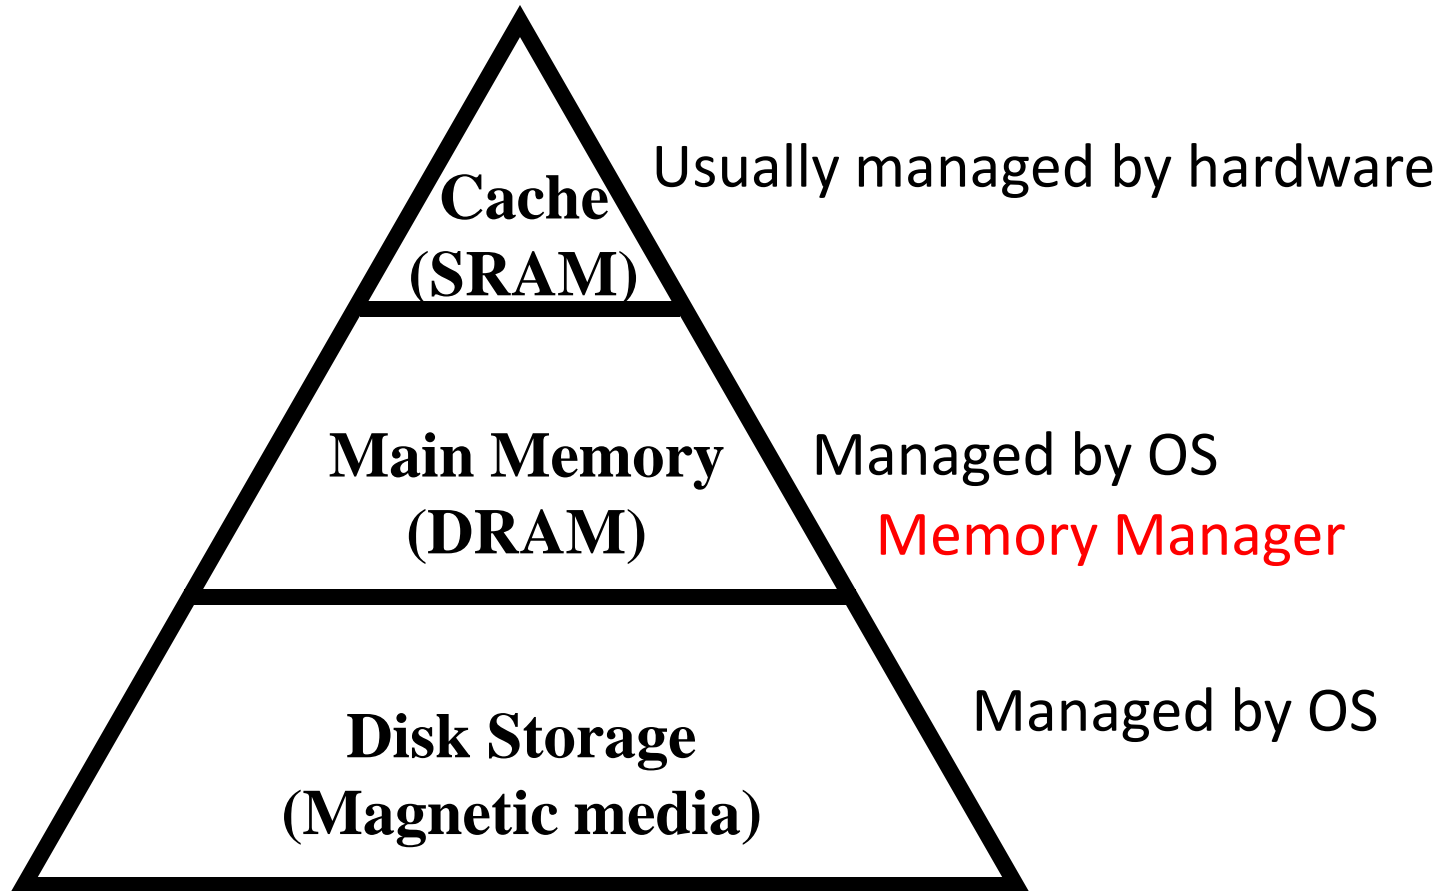 Usually managed by hardware
Cache
(SRAM)
Main Memory
(DRAM)
Managed by OS
Memory Manager
Disk Storage
(Magnetic media)
Managed by OS